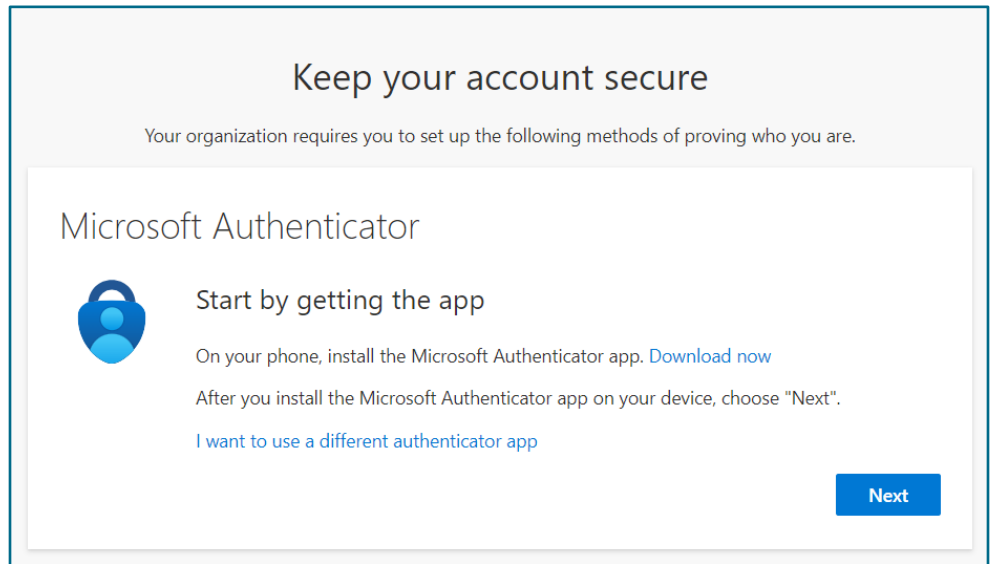 Keep your account secure
Your organization requires you to set up the following methods of proving who you are.
Microsoft Authenticator
Start by getting the app
On your phone, install the Microsoft Authenticator app. Download now
After you install the Microsoft Authenticator app on your device, choose "Next".
I want to use a different authenticator app
Next